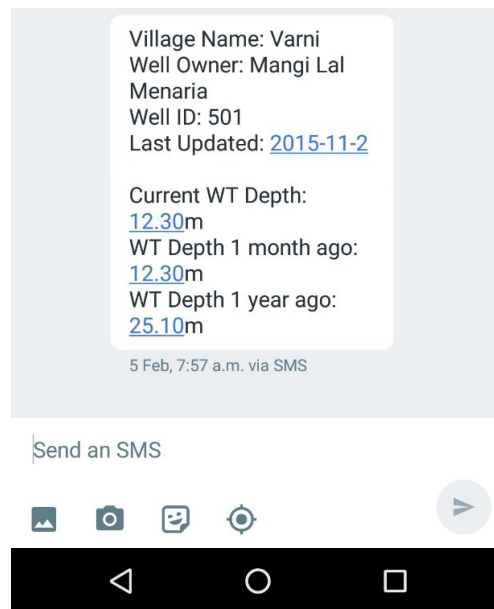 Village Name: Varni
Well Owner: Mangi Lal
Menaria
Well ID: 501
Last Updated: 2015-11-2
Current WT Depth:
12.30m
WT Depth 1 month ago:
12.30m
WT Depth 1 year ago:
25.10m
5 Feb, 7:57 a.m. via SMS
Send an SMS